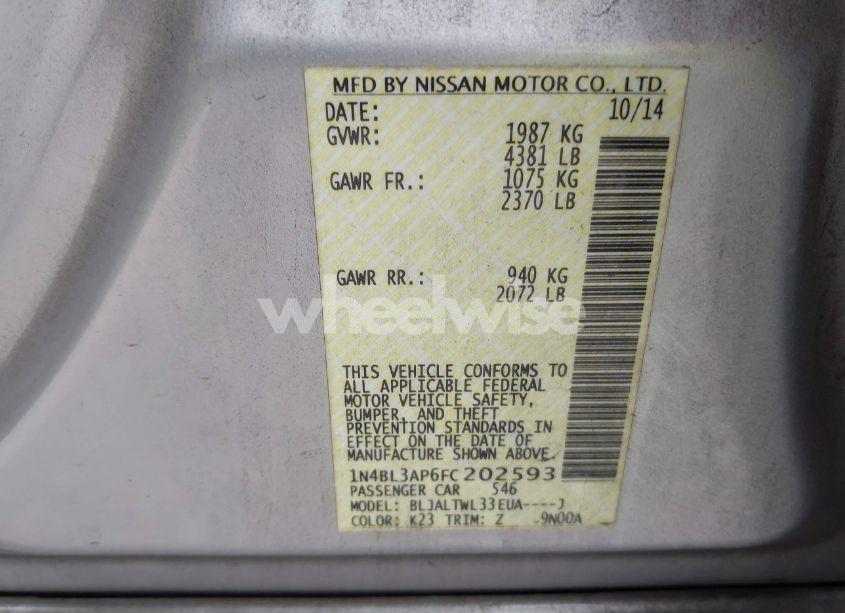 MFD BY NISSAN MOTOR CO., LTD.
DATE: 10/14
GVWR: 1987 KG
4381 LB
GAWR FR.: 1075 KG
2370 LB
GAWR RR.: 940 KG
2072 LB
wheelwise
THIS VEHICLE CONFORMS TO
ALL APPLICABLE FEDERAL
MOTOR VEHICLE SAFETY,
BUMPER, AND THEFT
PREVENTION STANDARDS IN
EFFECT ON THE DATE OF
MANUFACTURE SHOWN ABOVE.
1N4BL3AP6FC202593
PASSENGER CAR 546
MODEL: BLJALTWL33EUA----J
COLOR: K23 TRIM: Z -9N00A